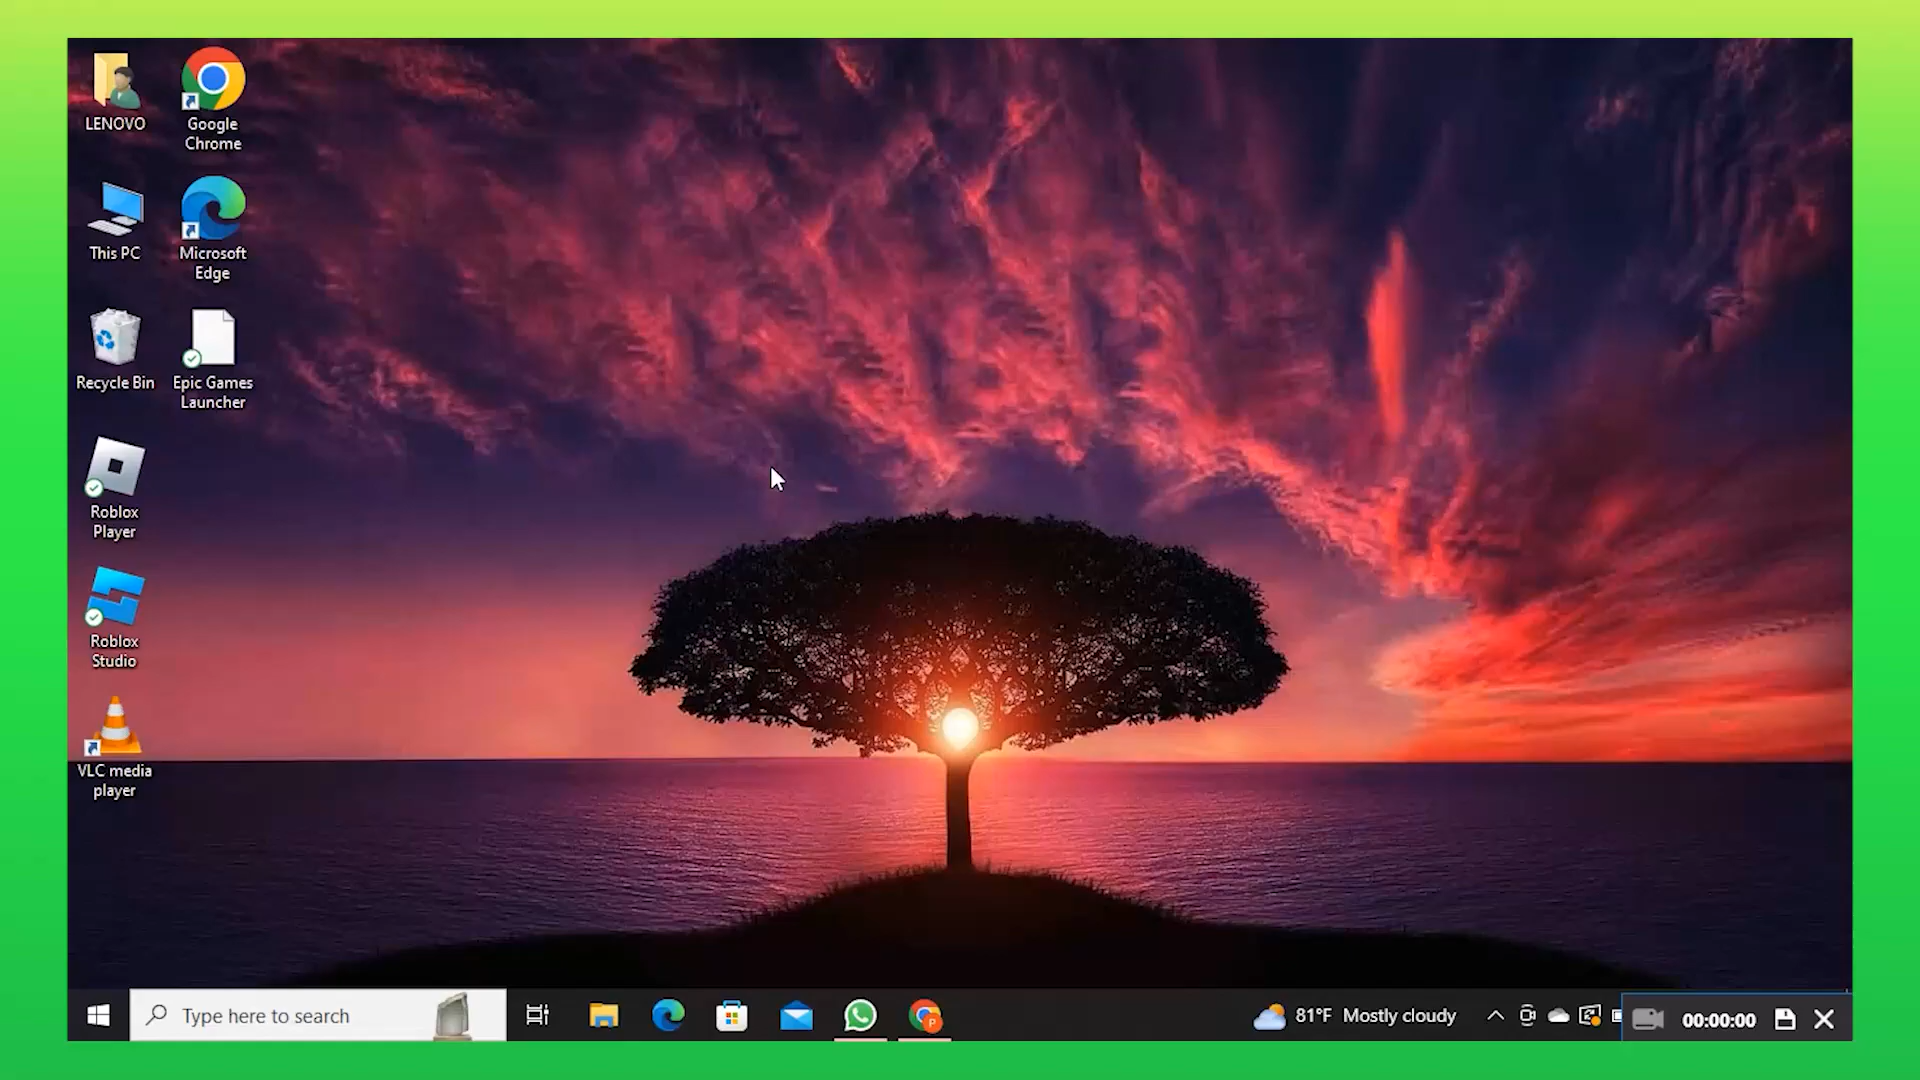 LENOVO
Google
Chrome
This PC
Microsoft
Edge
Recycle Bin
Epic Games
Launcher
Roblox
Player
Roblox
Studio
VLC media
player
Type here to search
P
81°F Mostly cloudy
00:00:00